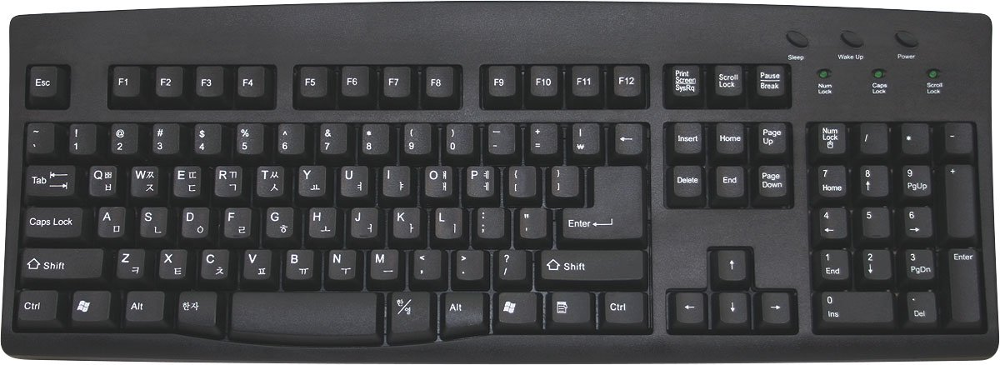 Sleep Wake Up Power
Num Lock Caps Lock Scroll Lock
Esc F1 F2 F3 F4 F5 F6 F7 F8 F9 F10 F11 F12 Print Screen SysRq Scroll Lock Pause Break
~ ` ! 1 @ 2 # 3 $ 4 % 5 ^ 6 & 7 * 8 ( 9 ) 0 — - + = | ₩ ← Insert Home Page Up Num Lock / * -
Tab Q ㅃ ㅂ W ㅉ ㅈ E ㄸ ㄷ R ㄲ ㄱ T ㅆ ㅅ Y ㅛ U ㅕ I ㅑ O ㅒ ㅐ P ㅖ ㅔ { [ } ] Delete End Page Down 7 Home 8 ↑ 9 PgUp +
Caps Lock A ㅁ S ㄴ D ㅇ F ㄹ G ㅎ H ㅗ J ㅓ K ㅏ L ㅣ : ; " ' Enter 4 ← 5 6 →
Shift Z ㅋ X ㅌ C ㅊ V ㅍ B ㅠ N ㅜ M ㅡ < , > . ? / Shift ↑ 1 End 2 ↓ 3 PgDn Enter
Ctrl Alt 한자 한/영 Alt Ctrl ← ↓ → 0 Ins . Del